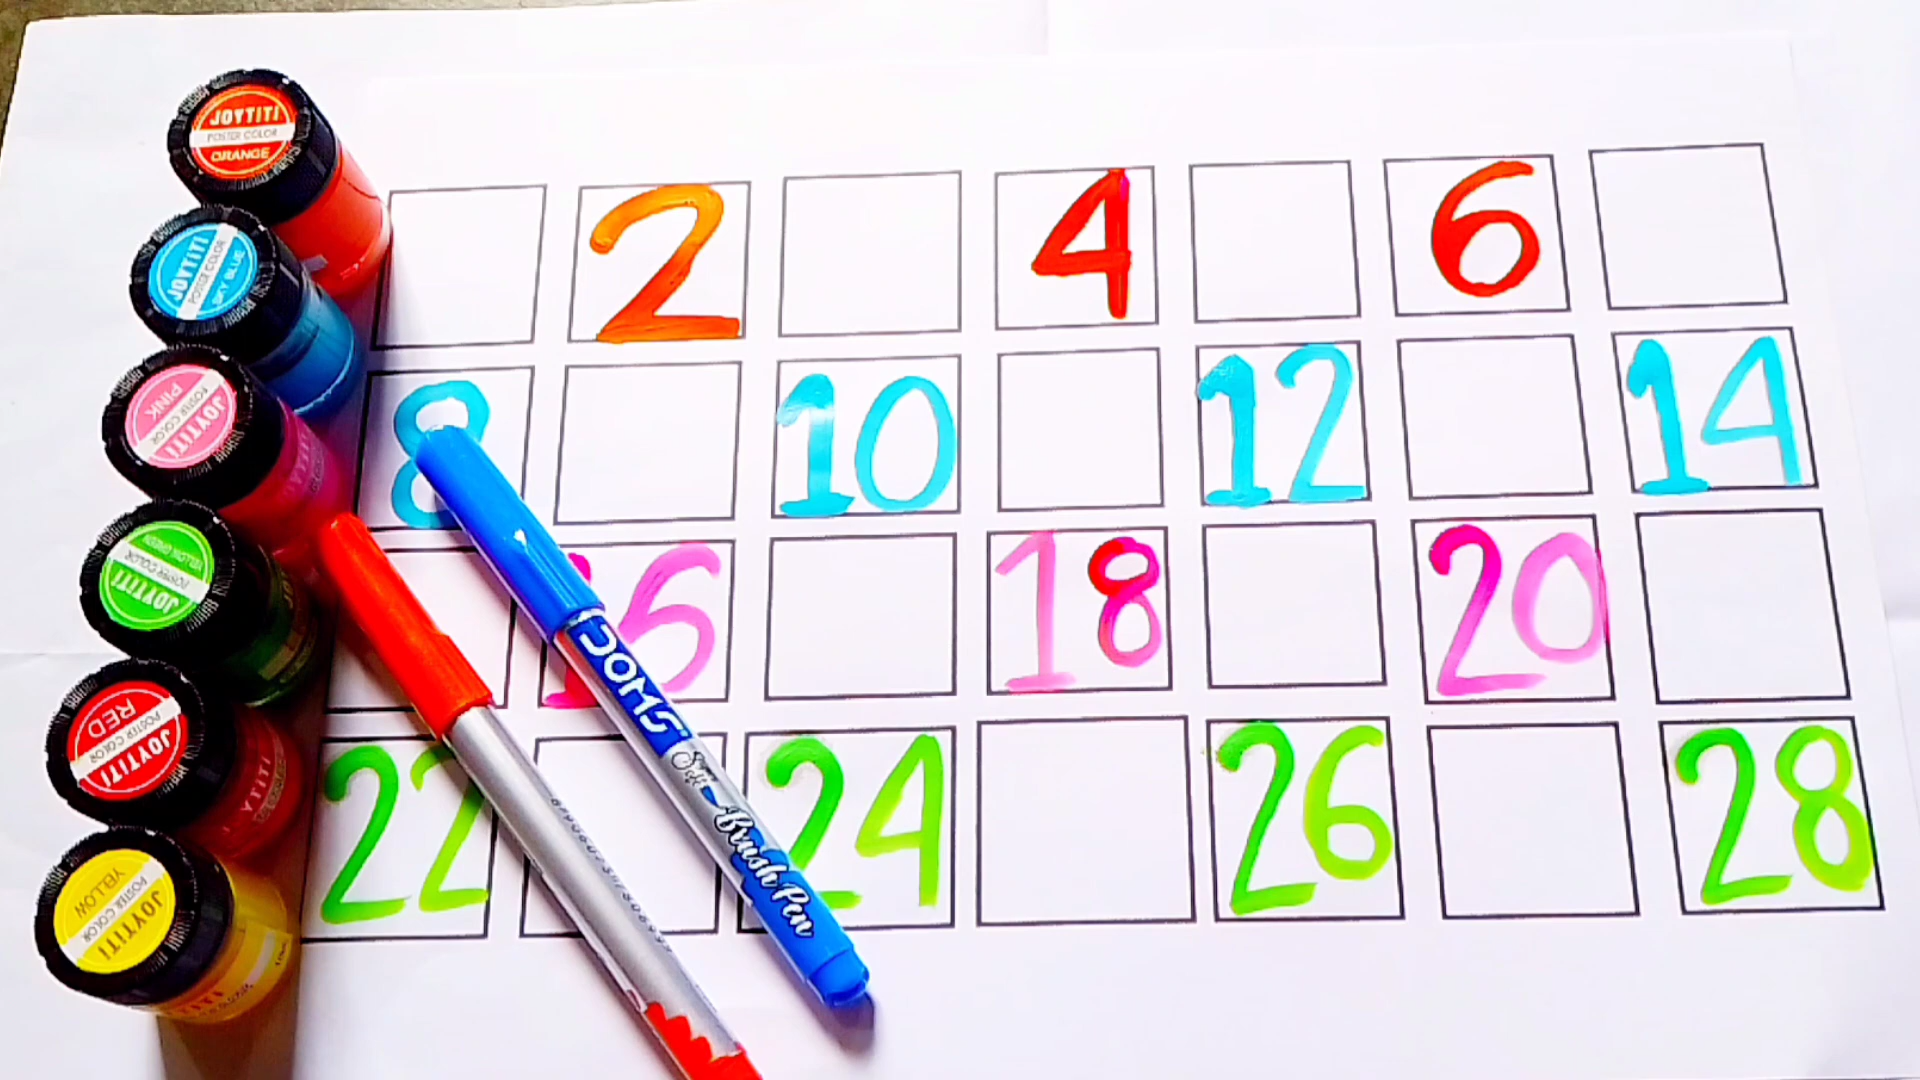 JOYTITI
POSTER COLOR
ORANGE
JOYTITI
POSTER COLOR
SKY BLUE
JOYTITI
POSTER COLOR
PINK
JOYTITI
POSTER COLOR
YELLOW GREEN
JOYTITI
POSTER COLOR
RED
JOYTITI
POSTER COLOR
YELLOW
2 4 6
8 10 12 14
16 18 20
22 24 26 28
DOMS
Soft Brush Pen